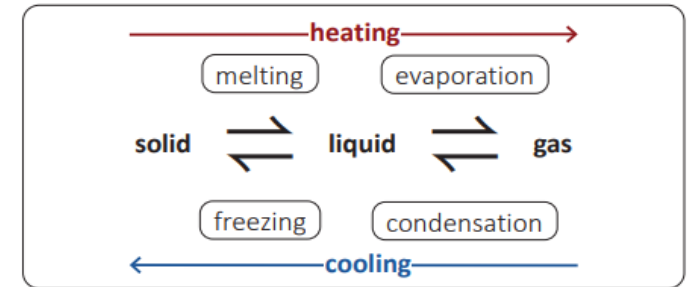 heating
melting evaporation
solid liquid gas
freezing condensation
cooling